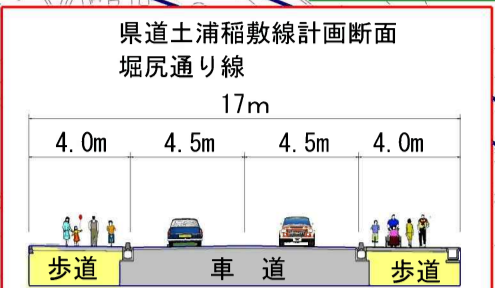 県道土浦稲敷線計画断面
堀尻通り線
17m
4.0m 4.5m 4.5m 4.0m
歩道 車 道 歩道